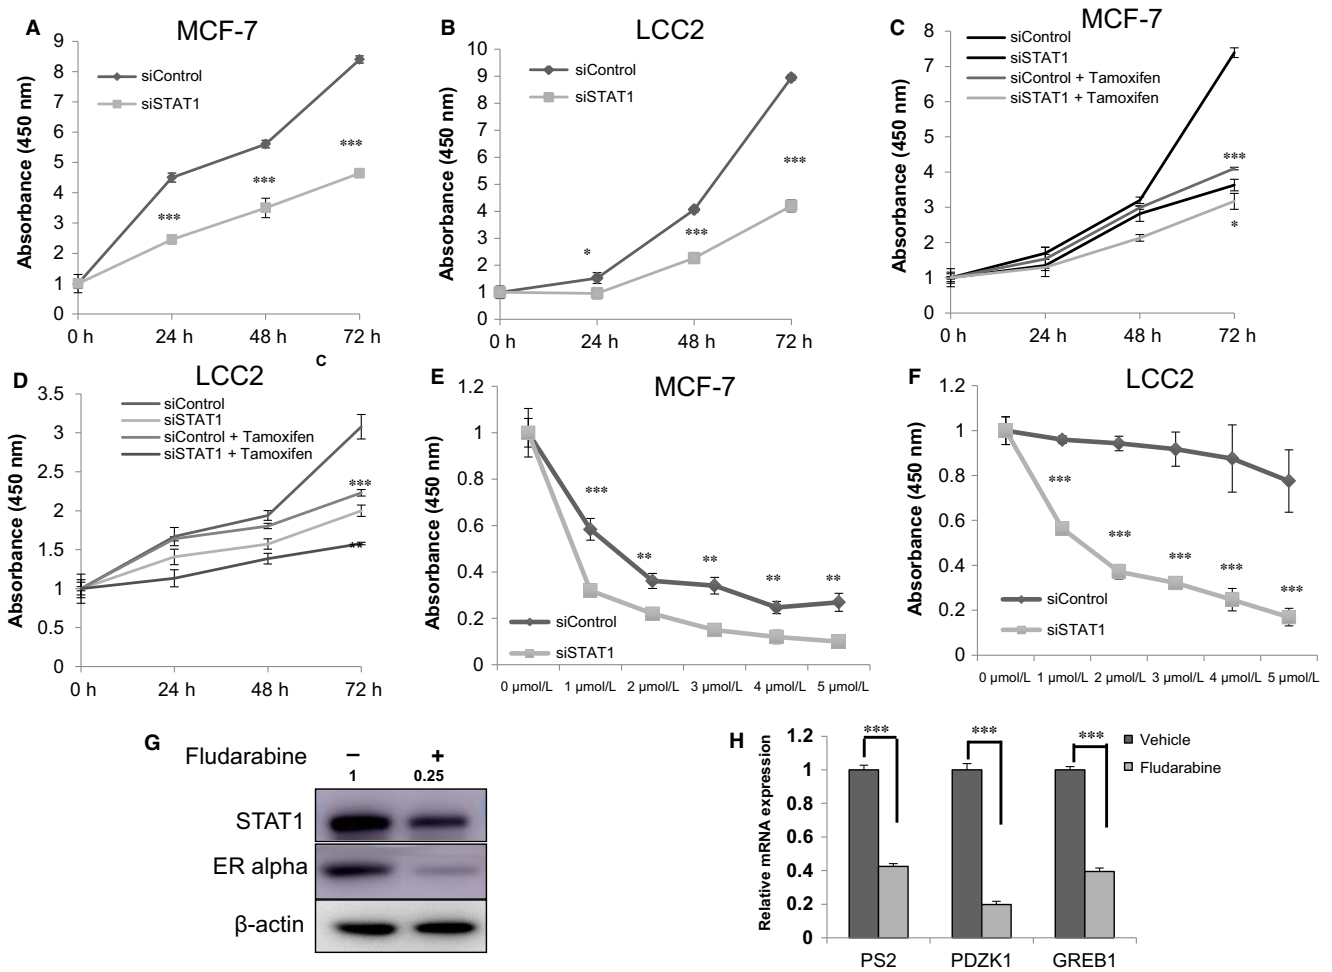 A
MCF-7
Absorbance (450 nm)
9
8
7
6
5
4
3
2
1
0
siControl
siSTAT1
***
***
***
0 h
24 h
48 h
72 h
B
LCC2
Absorbance (450 nm)
10
9
8
7
6
5
4
3
2
1
0
siControl
siSTAT1
*
***
***
0 h
24 h
48 h
72 h
C
MCF-7
Absorbance (450 nm)
8
7
6
5
4
3
2
1
0
siControl
siSTAT1
siControl + Tamoxifen
siSTAT1 + Tamoxifen
***
*
0 h
24 h
48 h
72 h
C
D
LCC2
Absorbance (450 nm)
3.5
3
2.5
2
1.5
1
0.5
0
siControl
siSTAT1
siControl + Tamoxifen
siSTAT1 + Tamoxifen
***
**
0 h
24 h
48 h
72 h
E
MCF-7
Absorbance (450 nm)
1.2
1
0.8
0.6
0.4
0.2
0
***
**
**
**
**
siControl
siSTAT1
0 µmol/L
1 µmol/L
2 µmol/L
3 µmol/L
4 µmol/L
5 µmol/L
F
LCC2
Absorbance (450 nm)
1.2
1
0.8
0.6
0.4
0.2
0
***
***
***
***
***
siControl
siSTAT1
0 µmol/L
1 µmol/L
2 µmol/L
3 µmol/L
4 µmol/L
5 µmol/L
G
Fludarabine – +
1 0.25
STAT1
ER alpha
β-actin
H
Relative mRNA expression
1.2
1
0.8
0.6
0.4
0.2
0
***
***
***
Vehicle
Fludarabine
PS2
PDZK1
GREB1